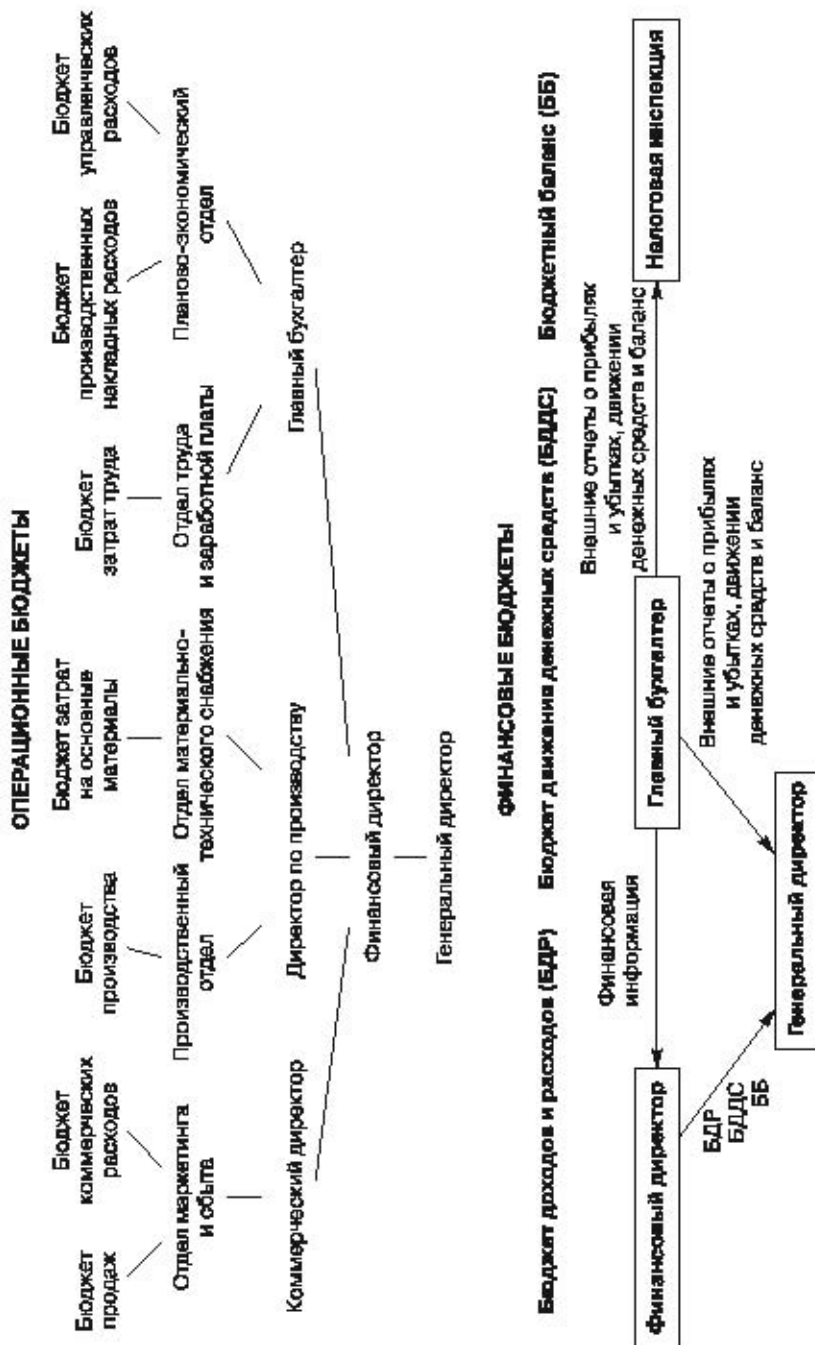 ОПЕРАЦИОННЫЕ БЮДЖЕТЫ
Бюджет
продаж
Бюджет
коммерческих
расходов
Бюджет
производства
Бюджет затрат
на основные
материалы
Бюджет
затрат труда
Бюджет
производственных
накладных расходов
Бюджет
управленческих
расходов
Отдел маркетинга
и сбыта
Производственный
отдел
Отдел материально-
технического снабжения
Отдел труда
и заработной платы
Планово-экономический
отдел
Коммерческий директор
Директор по производству
Главный бухгалтер
Финансовый директор
Генеральный директор
ФИНАНСОВЫЕ БЮДЖЕТЫ
Бюджет доходов и расходов (БДР)
Бюджет движения денежных средств (БДДС)
Бюджетный баланс (ББ)
Финансовый директор
Финансовая
информация
Главный бухгалтер
Внешние отчеты о прибылях
и убытках, движении
денежных средств и баланс
Налоговая инспекция
БДР
БДДС
ББ
Внешние отчеты о прибылях
и убытках, движении
денежных средств и баланс
Генеральный директор